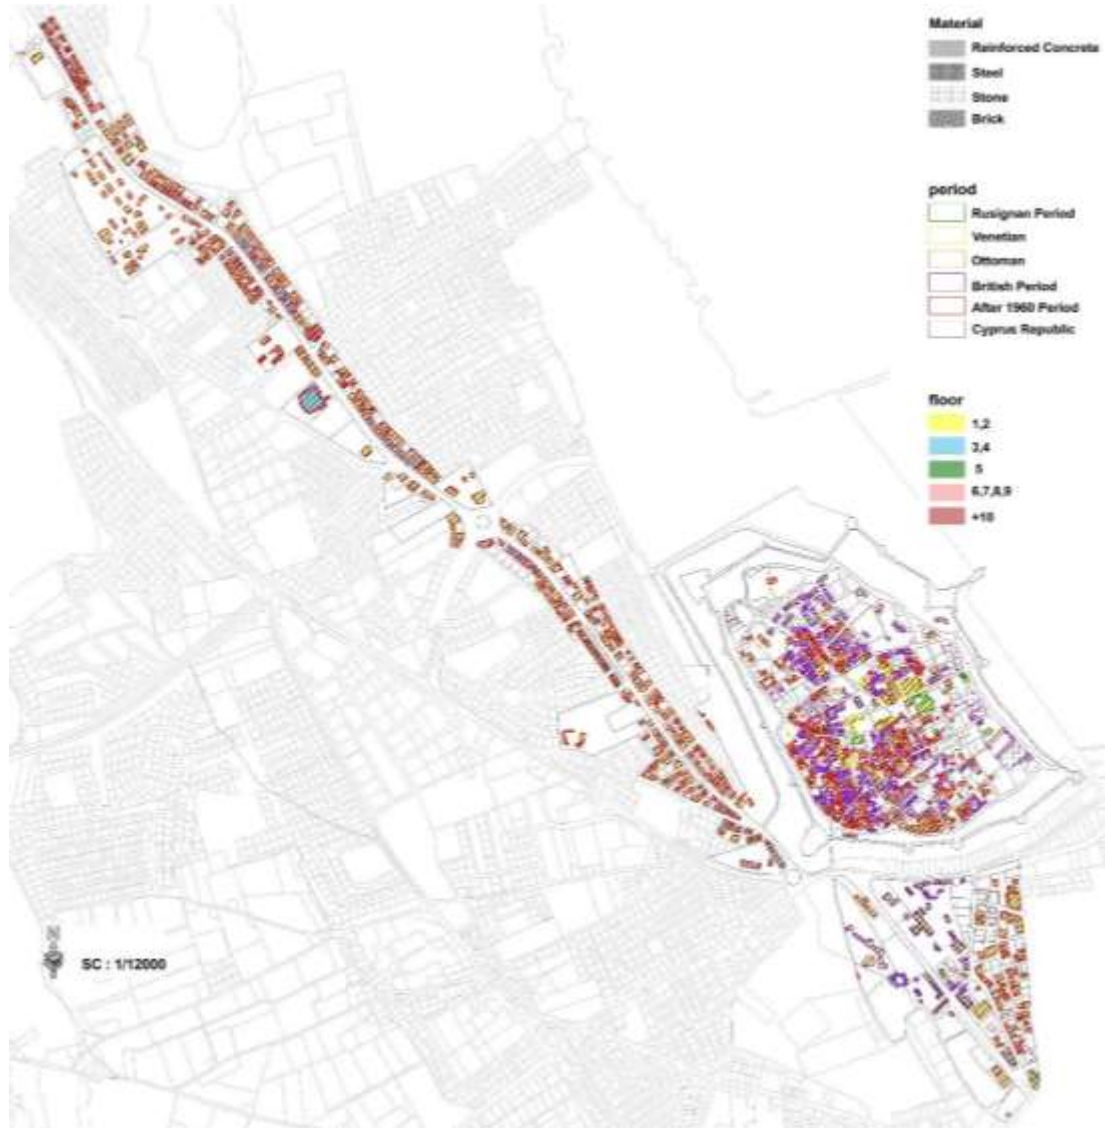 Material
Reinforced Concrete
Steel
Stone
Brick
period
Rusignan Period
Venetian
Ottoman
British Period
After 1960 Period
Cyprus Republic
floor
1,2
3,4
5
6,7,8,9
+10
SC : 1/12000